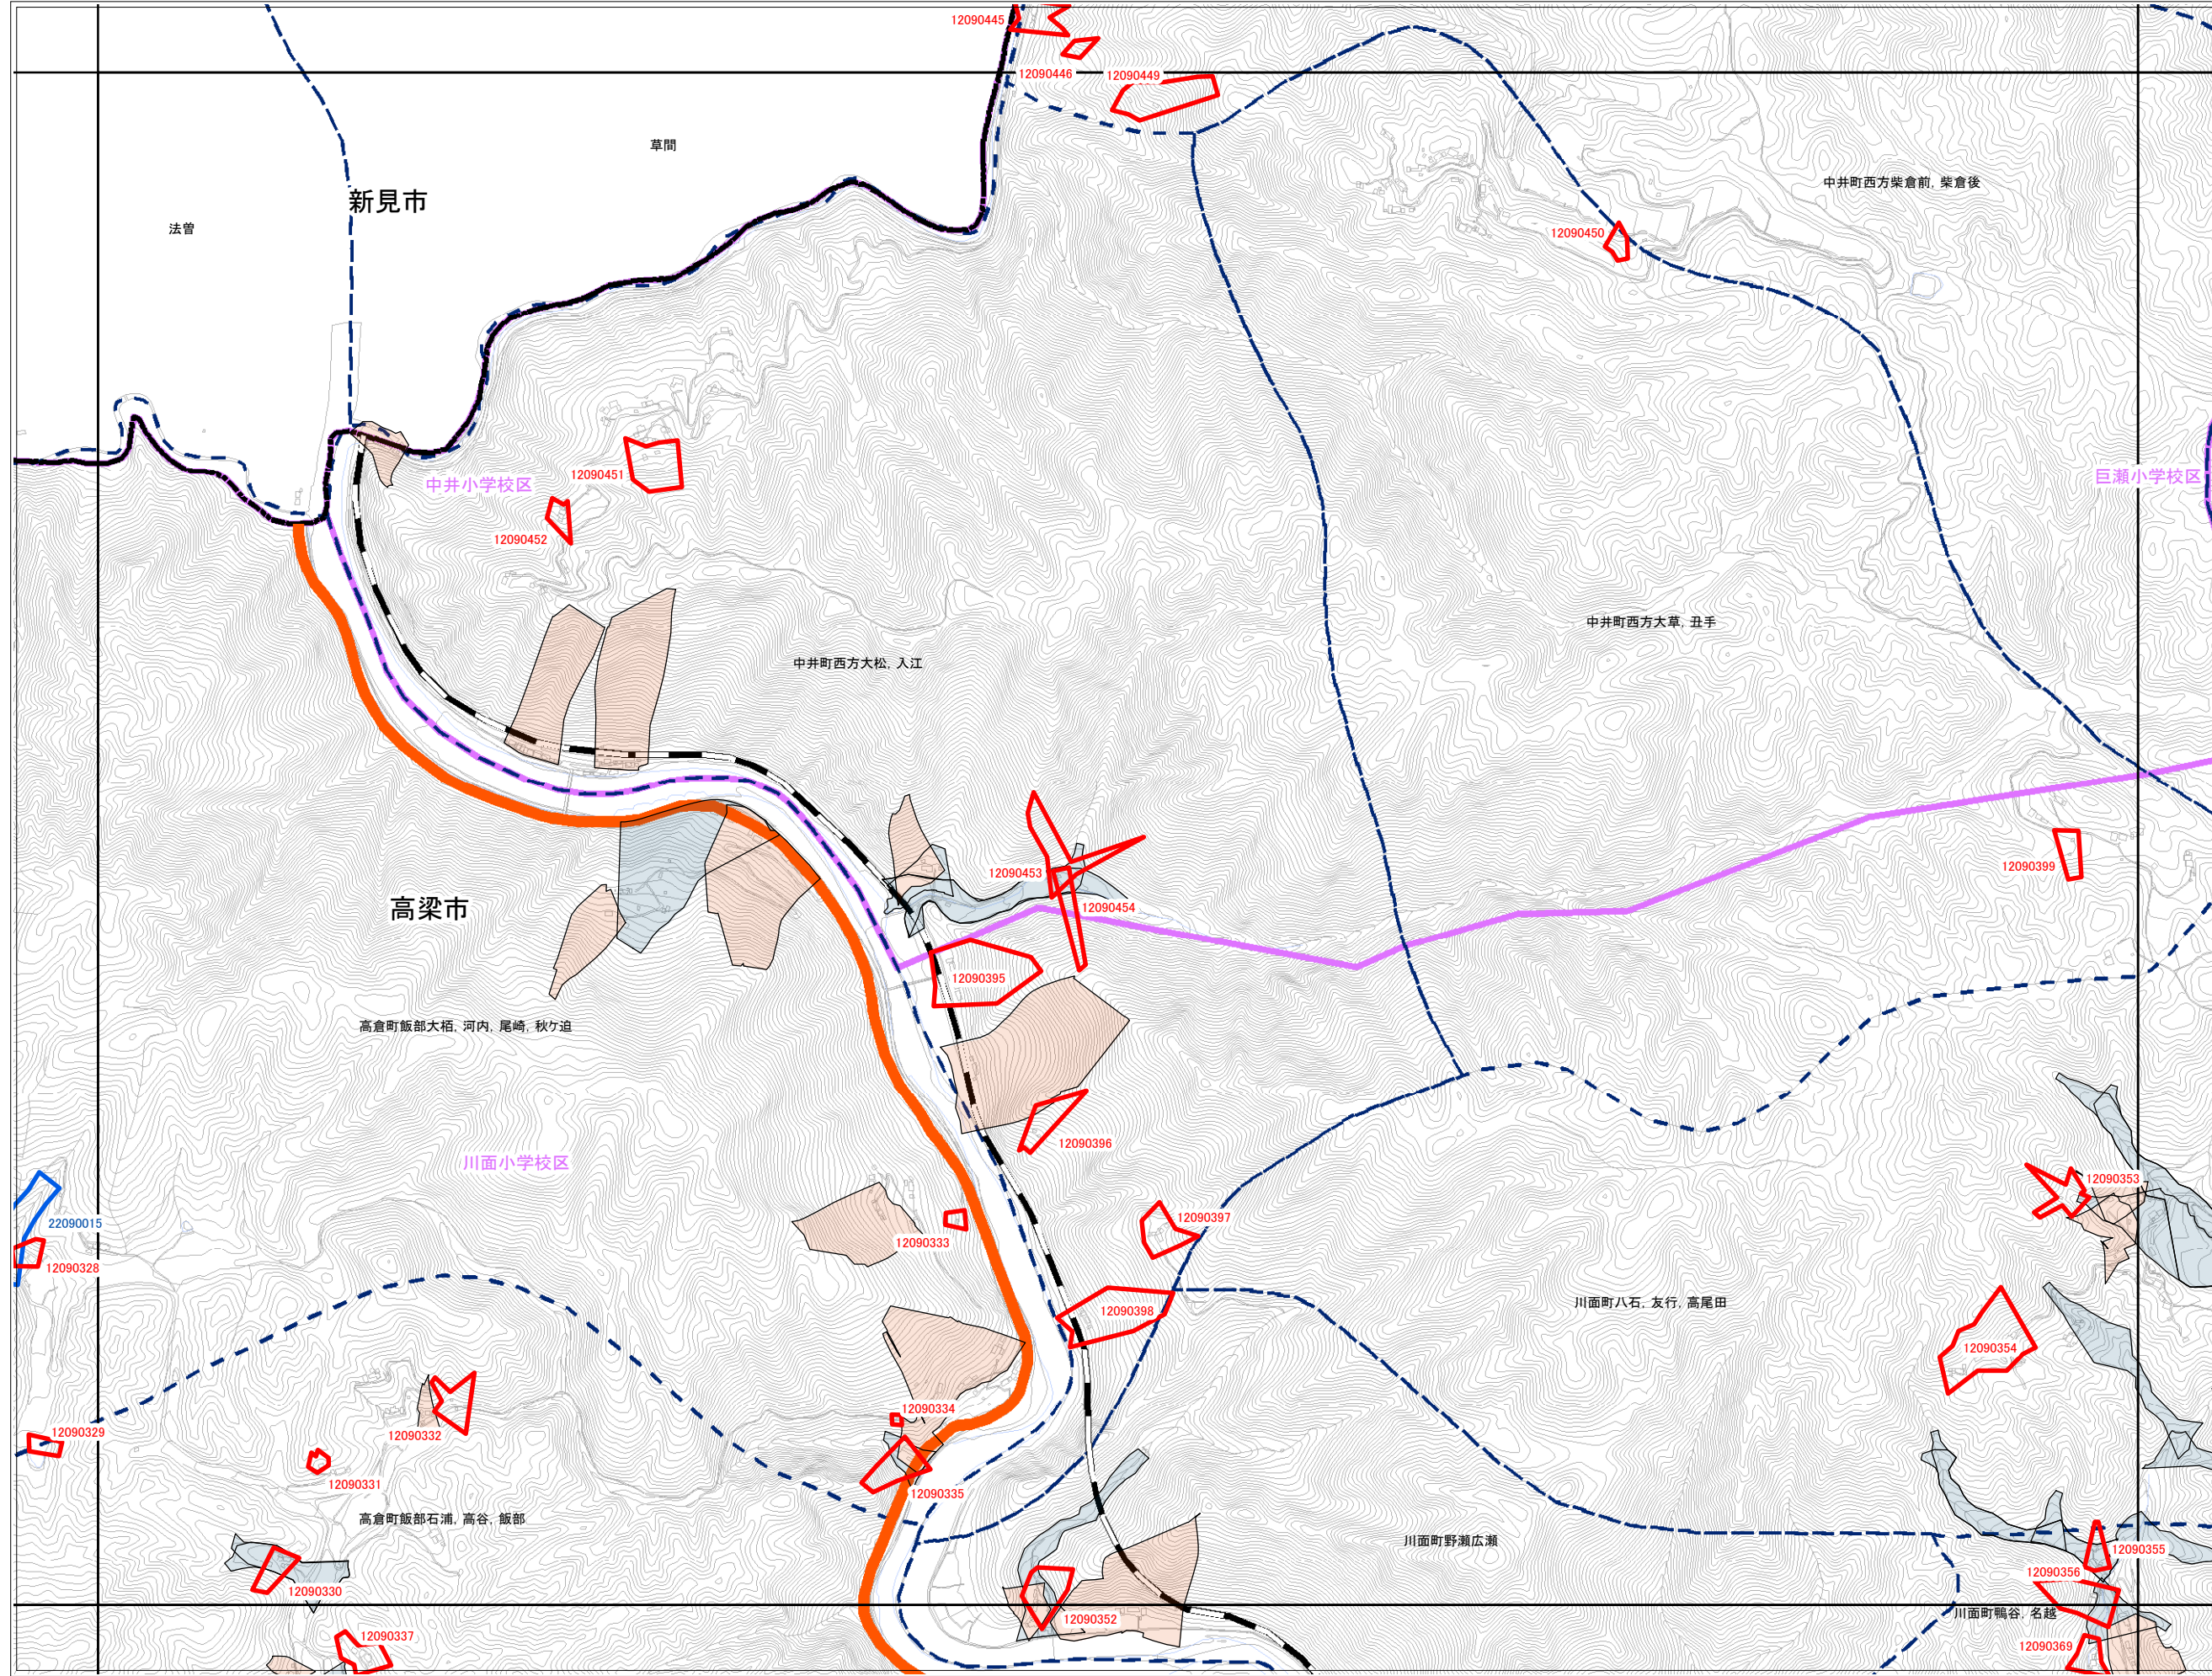 12090445
12090446
12090449
草間
中井町西方柴倉前, 柴倉後
新見市
法曽
12090450
12090451
中井小学校区
巨瀬小学校区
12090452
中井町西方大草, 丑手
中井町西方大松, 入江
12090453
12090399
高梁市
12090454
12090395
高倉町飯部大栢, 河内, 尾崎, 秋ケ迫
12090396
川面小学校区
12090353
22090015
12090397
12090333
12090328
川面町八石, 友行, 高尾田
12090398
12090354
12090334
12090329
12090332
12090331
12090335
高倉町飯部石浦, 高谷, 飯部
川面町野瀬広瀬
12090355
12090356
12090330
川面町鴨谷, 名越
12090352
12090337
12090369